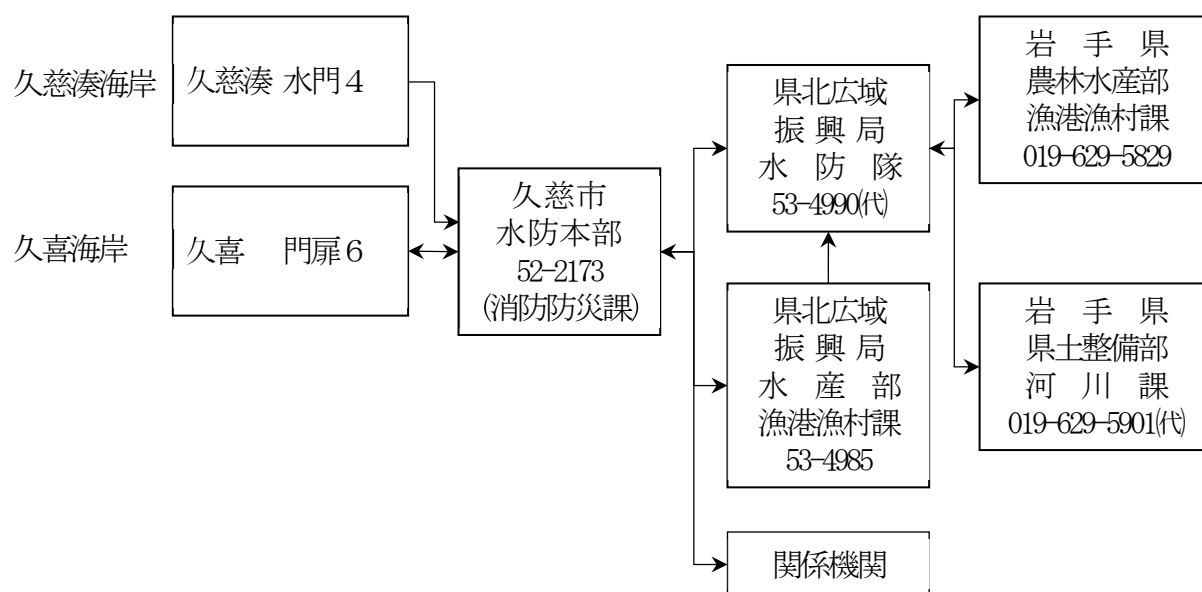 久慈湊海岸
久慈湊 水門４
久喜海岸
久喜　門扉６
久慈市
水防本部
52-2173
(消防防災課)
県北広域
振興局
水防隊
53-4990(代)
県北広域
振興局
水産部
漁港漁村課
53-4985
関係機関
岩手県
農林水産部
漁港漁村課
019-629-5829
岩手県
県土整備部
河川課
019-629-5901(代)